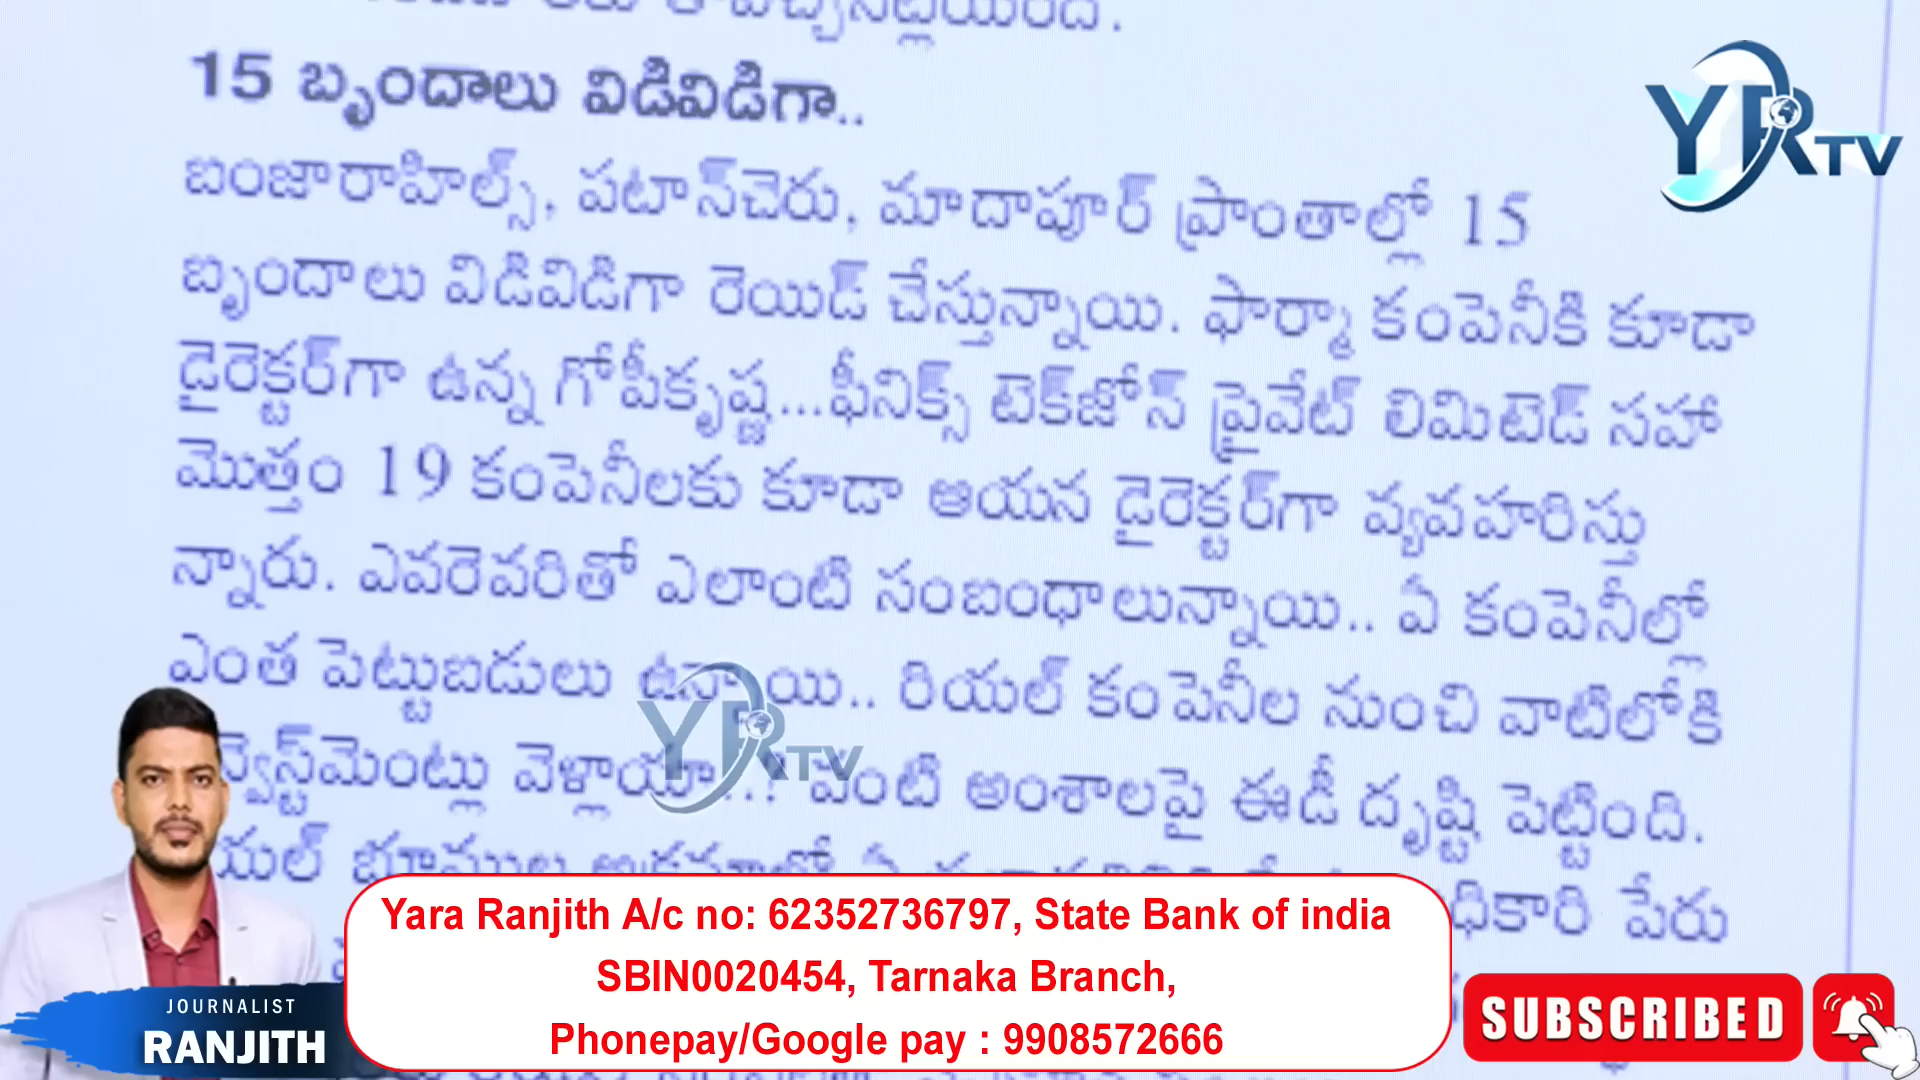 15 బృందాలు విడివిడిగా..
బంజారాహిల్స్, పటాన్‌చెరు, మాదాపూర్ ప్రాంతాల్లో 15
బృందాలు విడివిడిగా రెయిడ్ చేస్తున్నాయి. ఫార్మా కంపెనీకి కూడా
డైరెక్టర్‌గా ఉన్న గోపీకృష్ణ...ఫీనిక్స్ టెక్‌జోన్ ప్రైవేట్ లిమిటెడ్ సహా
మొత్తం 19 కంపెనీలకు కూడా ఆయన డైరెక్టర్‌గా వ్యవహరిస్తు
న్నారు. ఎవరెవరితో ఎలాంటి సంబంధాలున్నాయి.. ఏ కంపెనీల్లో
ఎంత పెట్టుబడులు ఉన్నాయి.. రియల్ కంపెనీల నుంచి వాటిలోకి
వెళ్లాయా..? వంటి అంశాలపై ఈడీ దృష్టి పెట్టింది.
పేరు
YR TV
YR TV
JOURNALIST
RANJITH
Yara Ranjith A/c no: 62352736797, State Bank of india
SBIN0020454, Tarnaka Branch,
Phonepay/Google pay : 9908572666
SUBSCRIBED